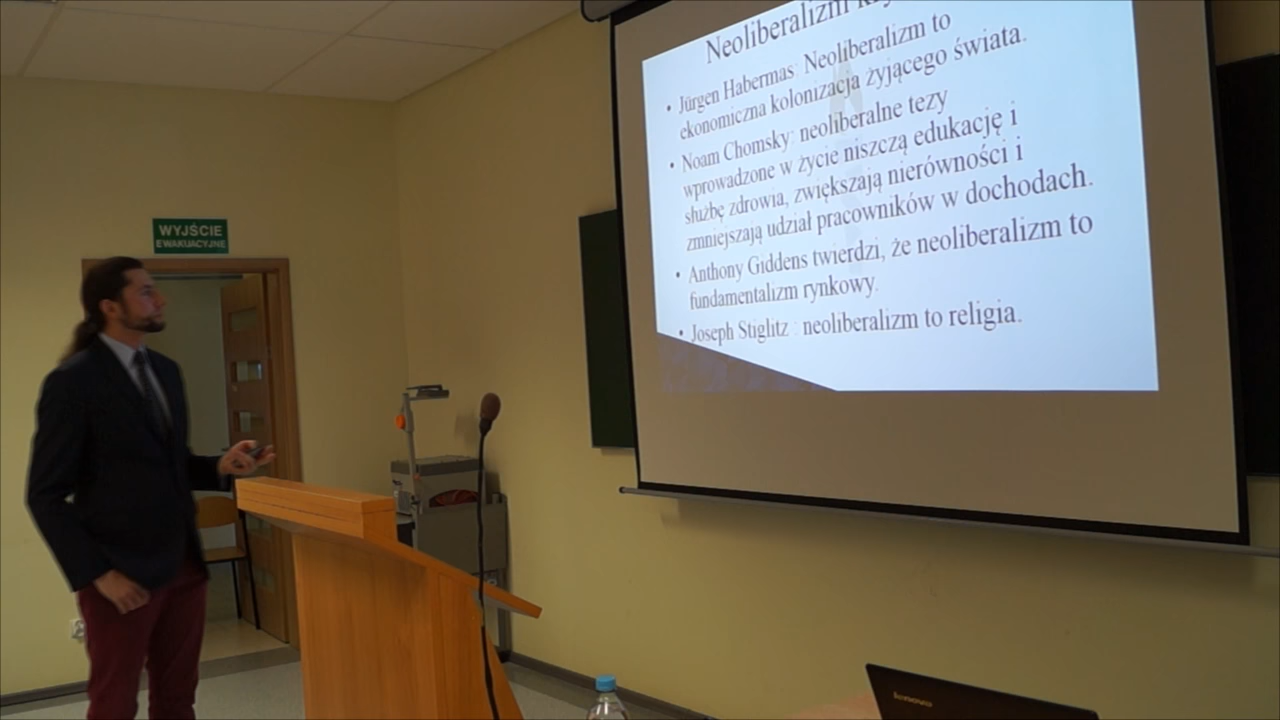 WYJŚCIE
EWAKUACYJNE
Neoliberalizm
• Jürgen Habermas: Neoliberalizm to
ekonomiczna kolonizacja żyjącego świata.
• Noam Chomsky: neoliberalne tezy
wprowadzone w życie niszczą edukację i
służbę zdrowia, zwiększają nierówności i
zmniejszają udział pracowników w dochodach.
• Anthony Giddens twierdzi, że neoliberalizm to
fundamentalizm rynkowy.
• Joseph Stiglitz : neoliberalizm to religia.
lenovo